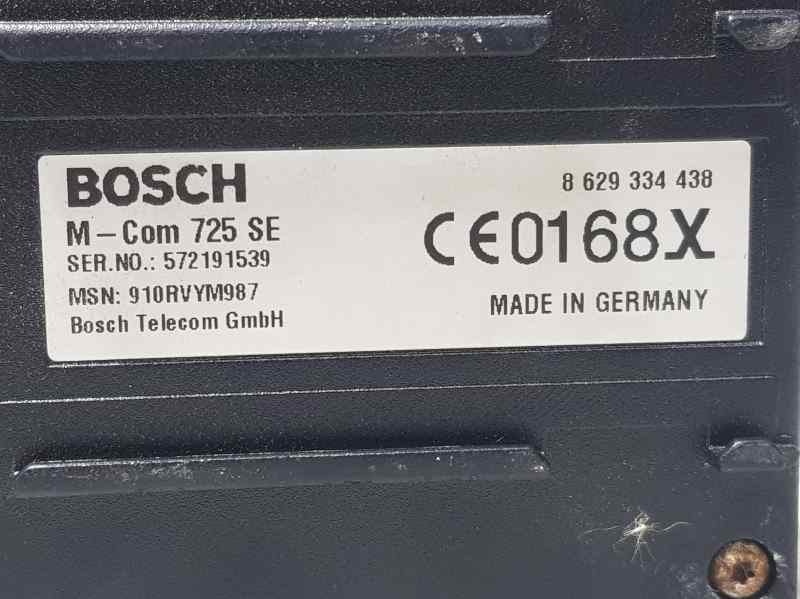 BOSCH
8 629 334 438
M-Com 725 SE
CE0168X
SER.NO.: 572191539
MSN: 910RVYM987
MADE IN GERMANY
Bosch Telecom GmbH